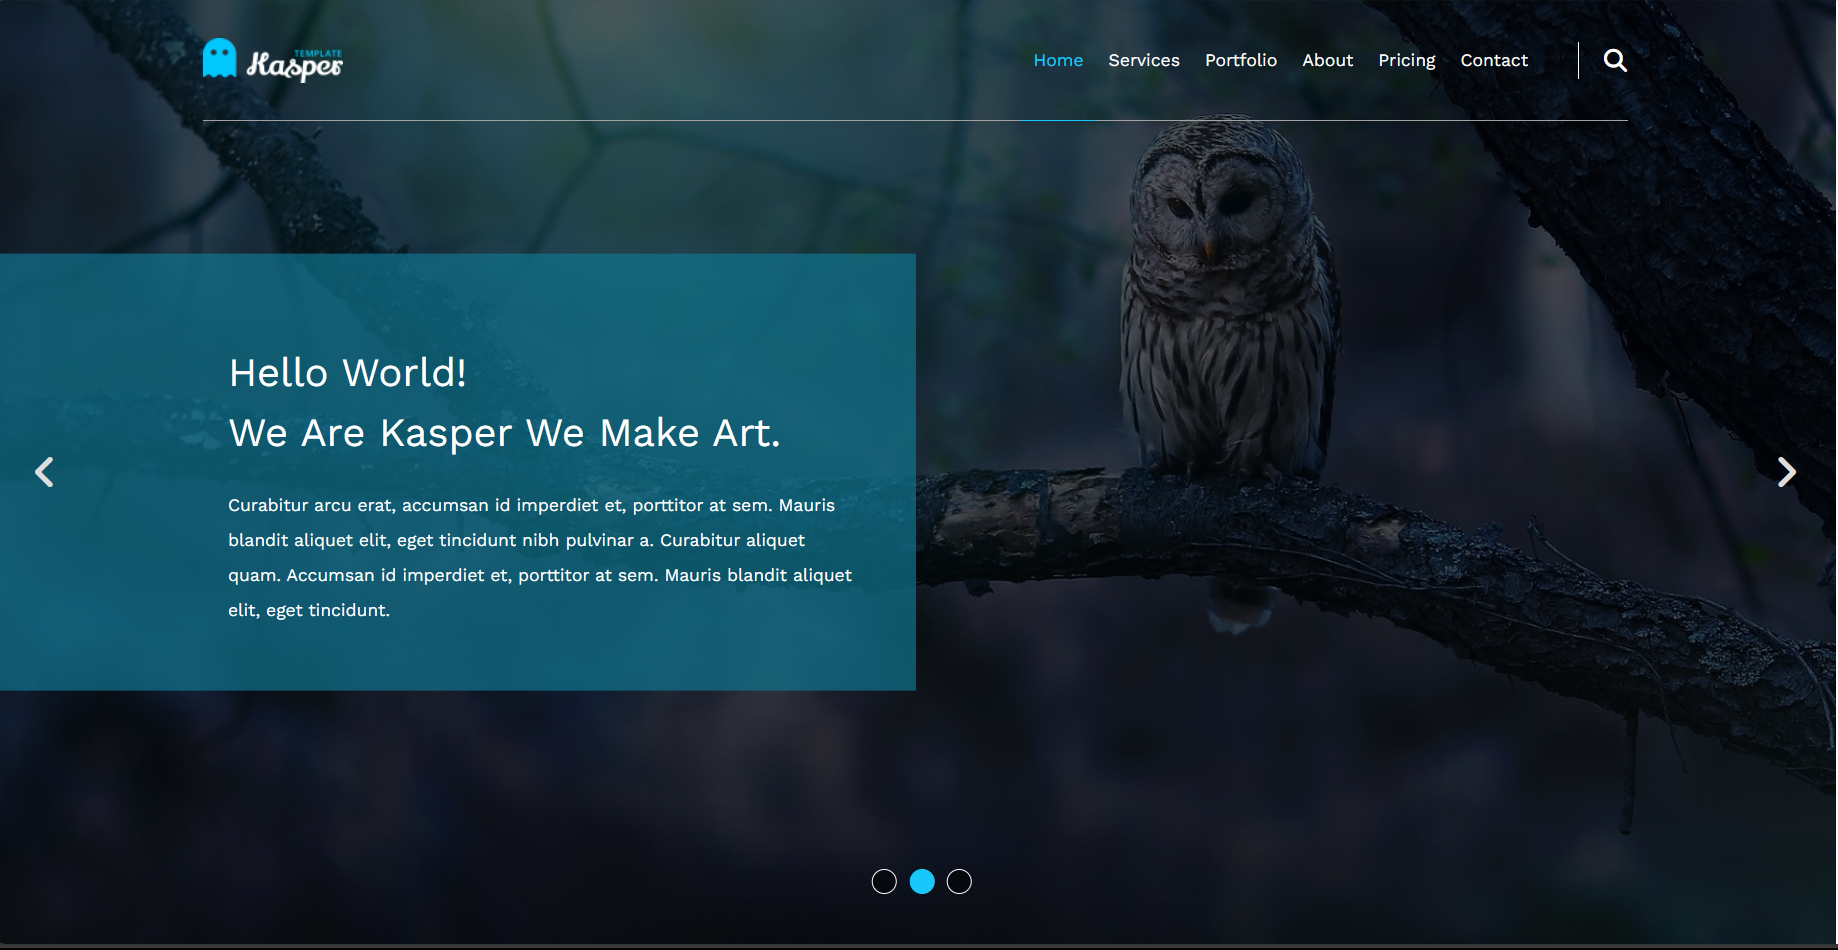 TEMPLATE
Kasper
Home Services Portfolio About Pricing Contact
Hello World!
We Are Kasper We Make Art.
Curabitur arcu erat, accumsan id imperdiet et, porttitor at sem. Mauris
blandit aliquet elit, eget tincidunt nibh pulvinar a. Curabitur aliquet
quam. Accumsan id imperdiet et, porttitor at sem. Mauris blandit aliquet
elit, eget tincidunt.